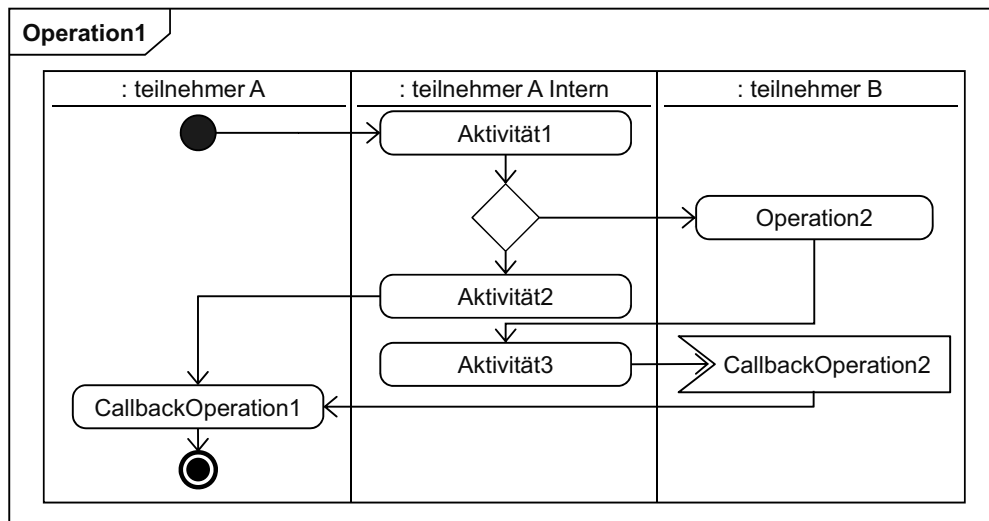 Operation1
: teilnehmer A
: teilnehmer A Intern
: teilnehmer B
Aktivität1
Operation2
Aktivität2
Aktivität3
CallbackOperation2
CallbackOperation1